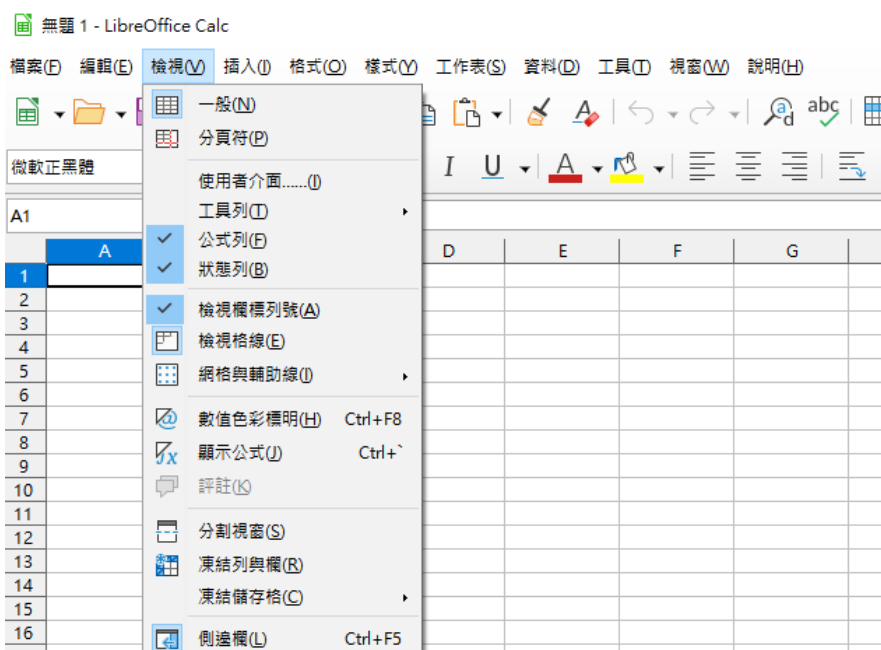 無題 1 - LibreOffice Calc
檔案(F) 編輯(E) 檢視(V) 插入(I) 格式(O) 樣式(Y) 工作表(S) 資料(D) 工具(T) 視窗(W) 說明(H)
一般(N)
分頁符(P)
使用者介面......(I)
工具列(T)
公式列(F)
狀態列(B)
檢視欄標列號(A)
檢視格線(E)
網格與輔助線(I)
數值色彩標明(H) Ctrl+F8
顯示公式(J) Ctrl+`
評註(K)
分割視窗(S)
凍結列與欄(R)
凍結儲存格(C)
側邊欄(L) Ctrl+F5
abc
微軟正黑體
I U A
A1
A D E F G
1
2
3
4
5
6
7
8
9
10
11
12
13
14
15
16